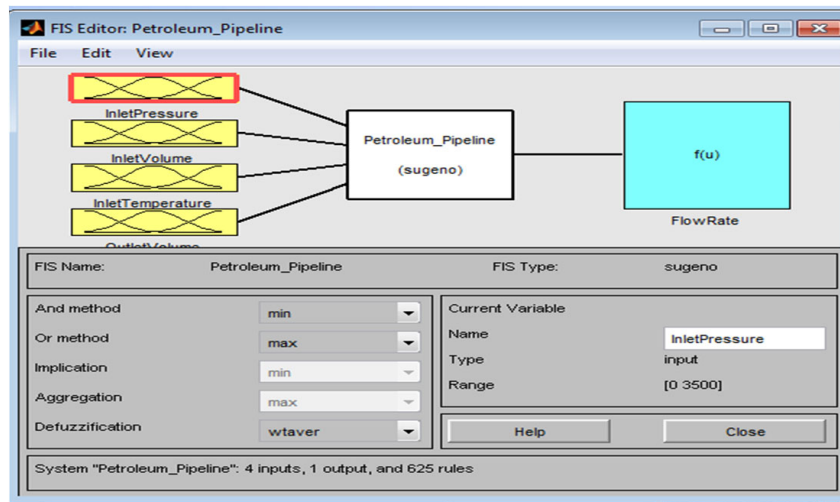 FIS Editor: Petroleum_Pipeline
File Edit View
InletPressure
InletVolume
InletTemperature
OutletVolume
Petroleum_Pipeline
(sugeno)
f(u)
FlowRate
FIS Name: Petroleum_Pipeline FIS Type: sugeno
And method min
Or method max
Implication min
Aggregation max
Defuzzification wtaver
Current Variable
Name InletPressure
Type input
Range [0 3500]
Help Close
System "Petroleum_Pipeline": 4 inputs, 1 output, and 625 rules